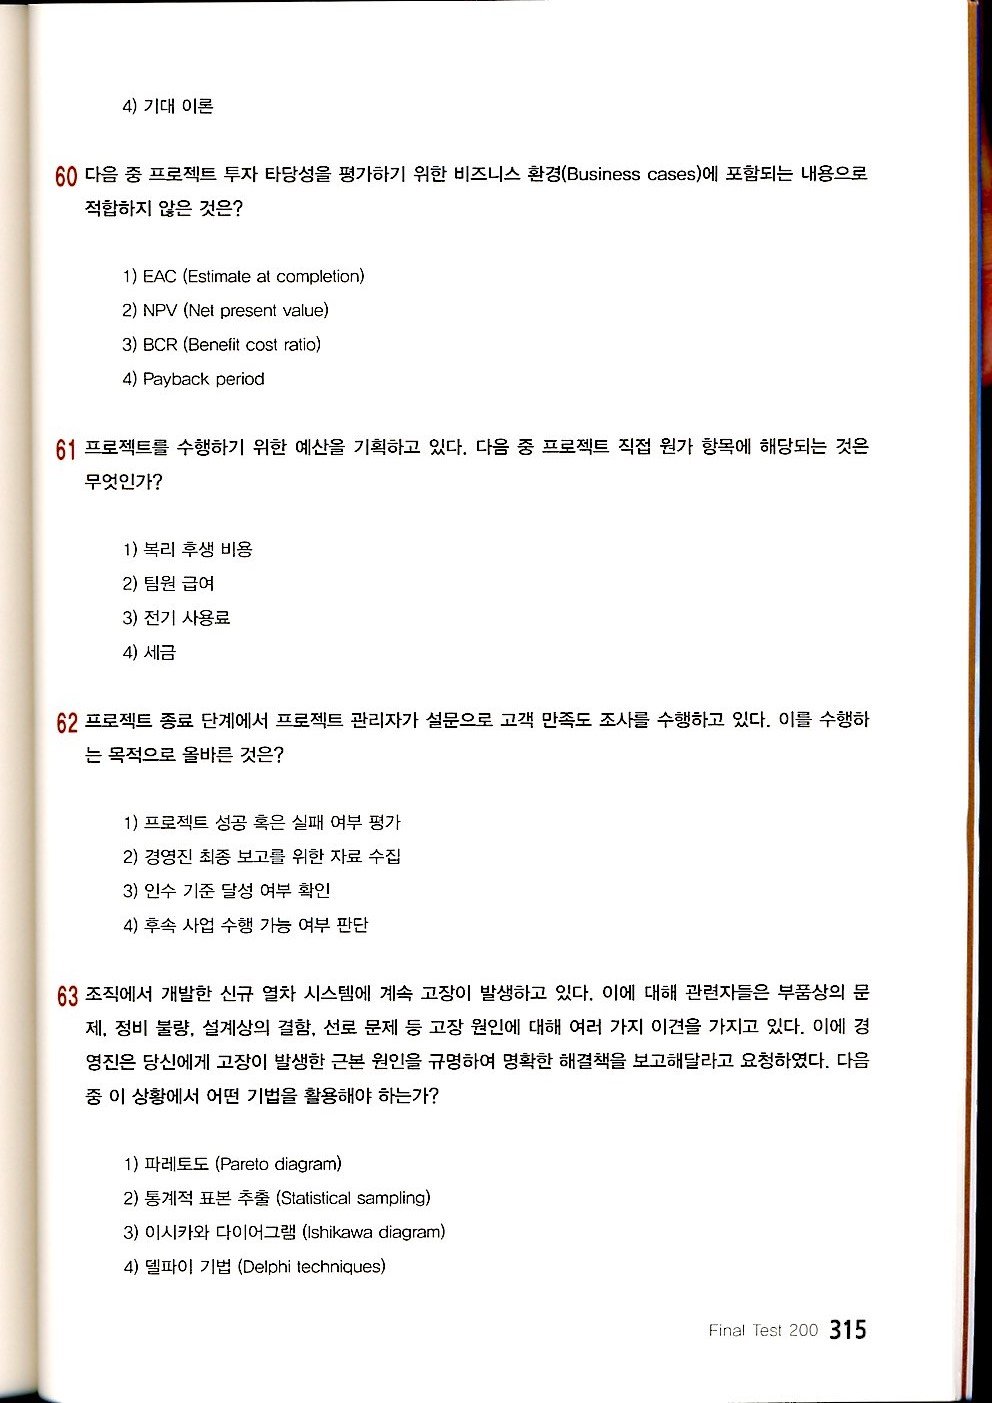 4) 기대 이론
60 다음 중 프로젝트 투자 타당성을 평가하기 위한 비즈니스 환경(Business cases)에 포함되는 내용으로
적합하지 않은 것은?
1) EAC (Estimate at completion)
2) NPV (Net present value)
3) BCR (Benefit cost ratio)
4) Payback period
61 프로젝트를 수행하기 위한 예산을 기획하고 있다. 다음 중 프로젝트 직접 원가 항목에 해당되는 것은
무엇인가?
1) 복리 후생 비용
2) 팀원 급여
3) 전기 사용료
4) 세금
62 프로젝트 종료 단계에서 프로젝트 관리자가 설문으로 고객 만족도 조사를 수행하고 있다. 이를 수행하
는 목적으로 올바른 것은?
1) 프로젝트 성공 혹은 실패 여부 평가
2) 경영진 최종 보고를 위한 자료 수집
3) 인수 기준 달성 여부 확인
4) 후속 사업 수행 가능 여부 판단
63 조직에서 개발한 신규 열차 시스템에 계속 고장이 발생하고 있다. 이에 대해 관련자들은 부품상의 문
제, 정비 불량, 설계상의 결함, 선로 문제 등 고장 원인에 대해 여러 가지 이견을 가지고 있다. 이에 경
영진은 당신에게 고장이 발생한 근본 원인을 규명하여 명확한 해결책을 보고해달라고 요청하였다. 다음
중 이 상황에서 어떤 기법을 활용해야 하는가?
1) 파레토도 (Pareto diagram)
2) 통계적 표본 추출 (Statistical sampling)
3) 이시카와 다이어그램 (Ishikawa diagram)
4) 델파이 기법 (Delphi techniques)
Final Test 200 315